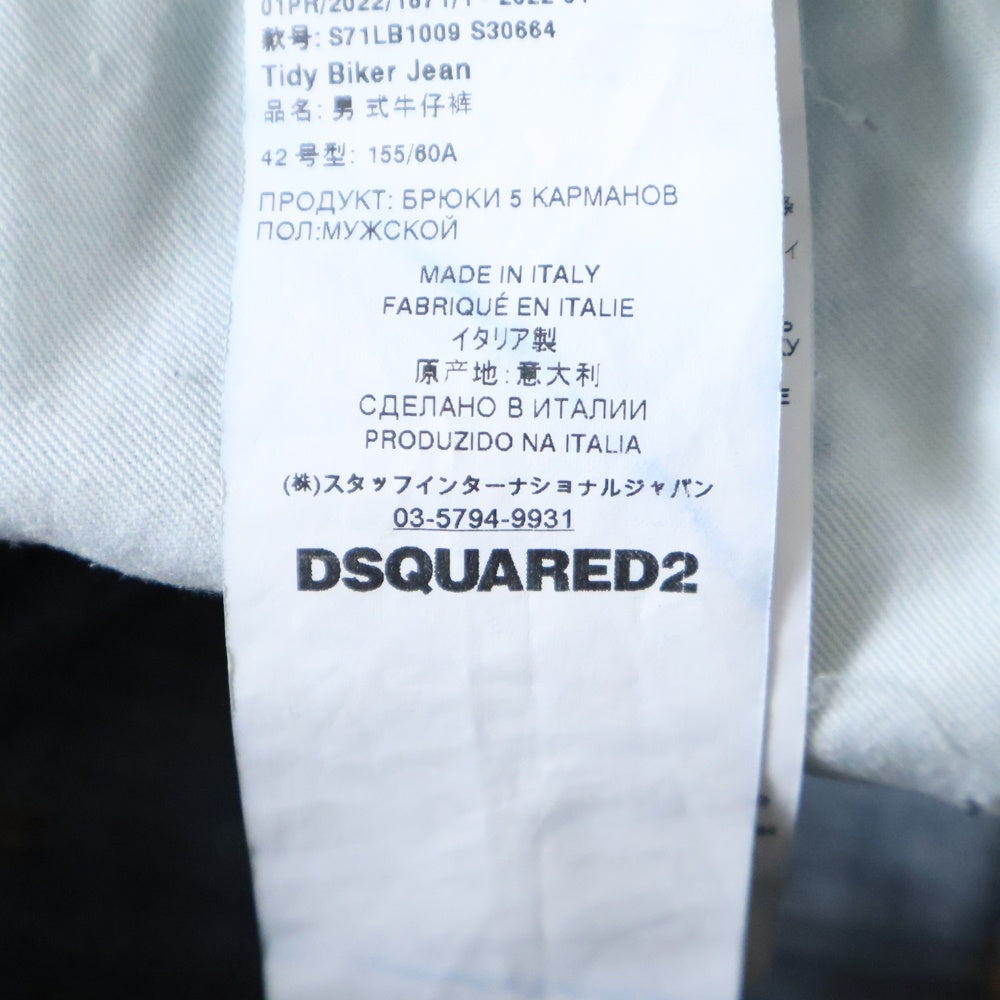 款号: S71LB1009 S30664
Tidy Biker Jean
品名: 男式牛仔裤
42 号型: 155/60A
ПРОДУКТ: БРЮКИ 5 КАРМАНОВ
ПОЛ:МУЖСКОЙ
MADE IN ITALY
FABRIQUÉ EN ITALIE
イタリア製
原产地:意大利
СДЕЛАНО В ИТАЛИИ
PRODUZIDO NA ITALIA
(株)スタッフインターナショナルジャパン
03-5794-9931
DSQUARED2